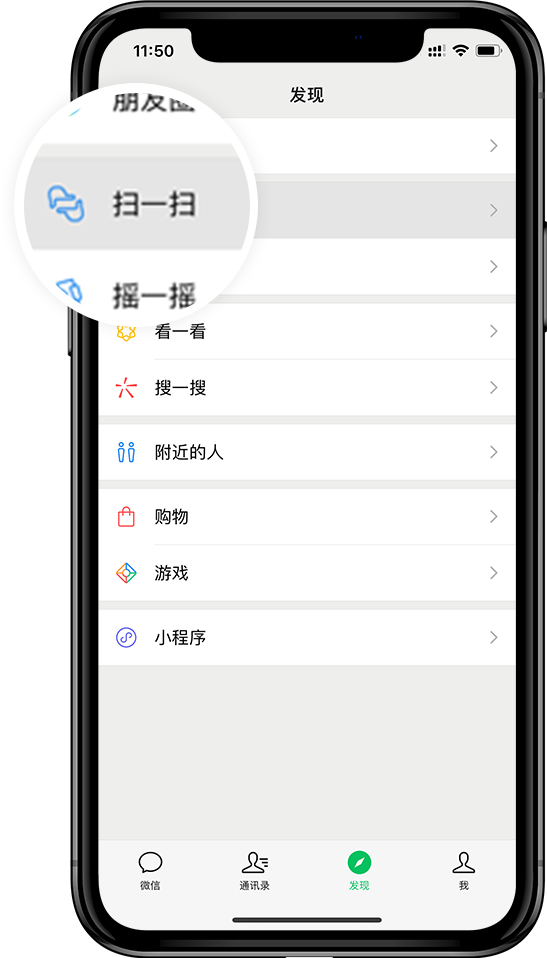 11:50
发现
朋友圈
扫一扫
摇一摇
看一看
搜一搜
附近的人
购物
游戏
小程序
微信
通讯录
发现
我